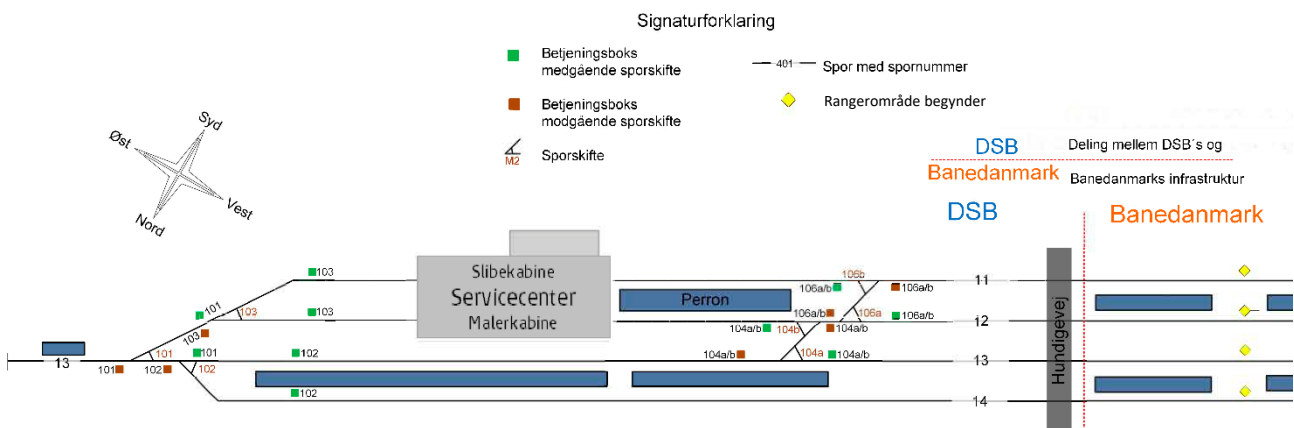 Signaturforklaring
Betjeningsboks
medgående sporskifte
401 Spor med spornummer
Betjeningsboks
modgående sporskifte
Rangerområde begynder
M2 Sporskifte
Syd
Øst
Vest
Nord
DSB Deling mellem DSB´s og
Banedanmark Banedanmarks infrastruktur
DSB Banedanmark
103 106b 11
Slibekabine
Servicecenter
Malerkabine
Perron
106a/b 106a/b
101 103 103 106a/b 106a 106a/b 12
103 104a/b 104b 104a/b
101 101 102 104a/b 104a 104a/b 13
13 101 102 102
102 14
Hundigevej